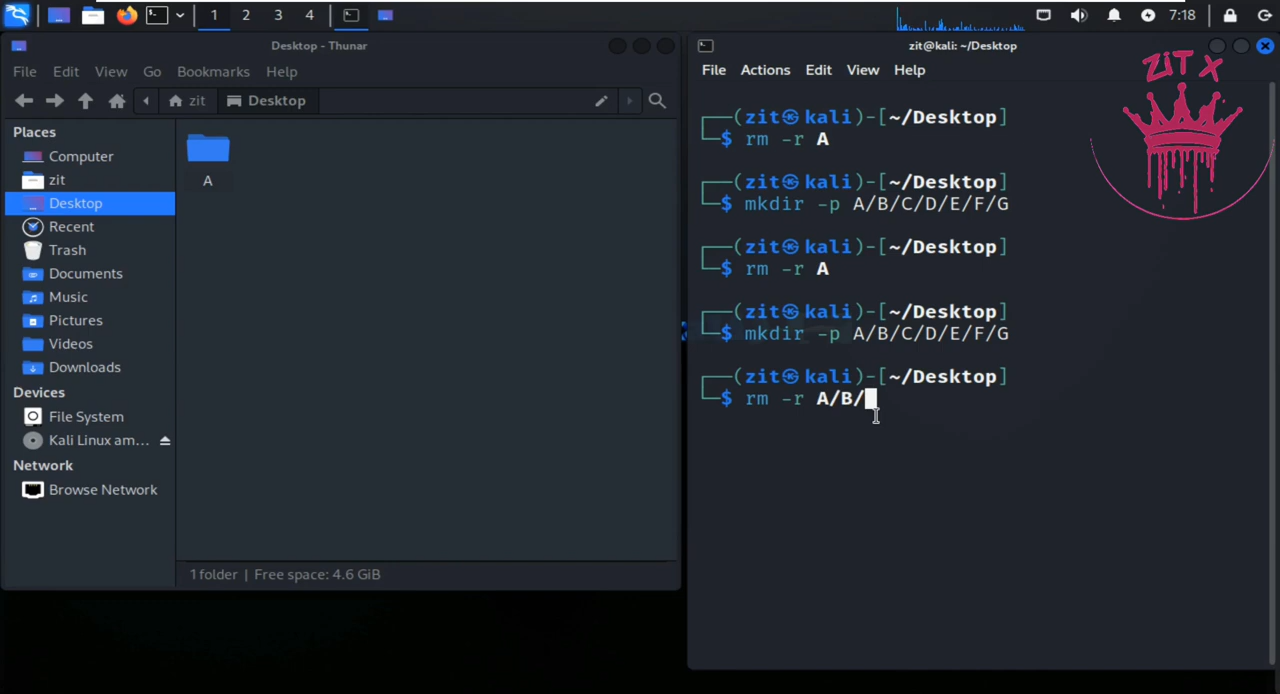 1 2 3 4
7:18
Desktop - Thunar
File Edit View Go Bookmarks Help
zit Desktop
Places
Computer
zit
Desktop
Recent
Trash
Documents
Music
Pictures
Videos
Downloads
Devices
File System
Kali Linux am...
Network
Browse Network
A
1 folder | Free space: 4.6 GiB
zit@kali: ~/Desktop
File Actions Edit View Help
ZiT X
┌──(zit㉿kali)-[~/Desktop]
└─$ rm -r A
┌──(zit㉿kali)-[~/Desktop]
└─$ mkdir -p A/B/C/D/E/F/G
┌──(zit㉿kali)-[~/Desktop]
└─$ rm -r A
┌──(zit㉿kali)-[~/Desktop]
└─$ mkdir -p A/B/C/D/E/F/G
┌──(zit㉿kali)-[~/Desktop]
└─$ rm -r A/B/